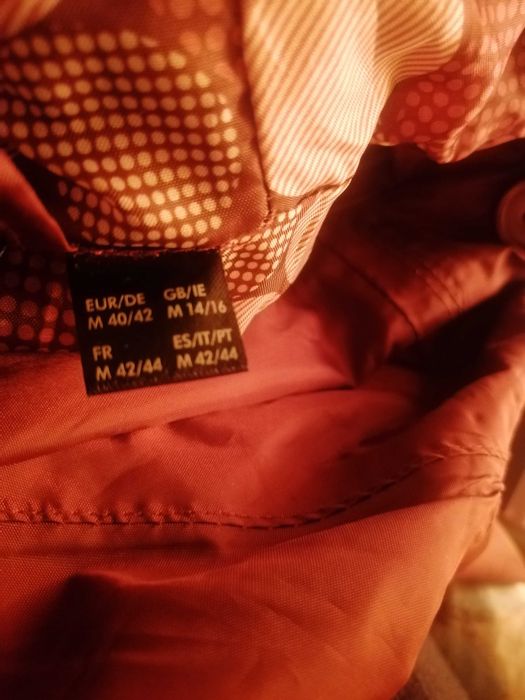 EUR/DE GB/IE
M 40/42 M 14/16
FR ES/IT/PT
M 42/44 M 42/44